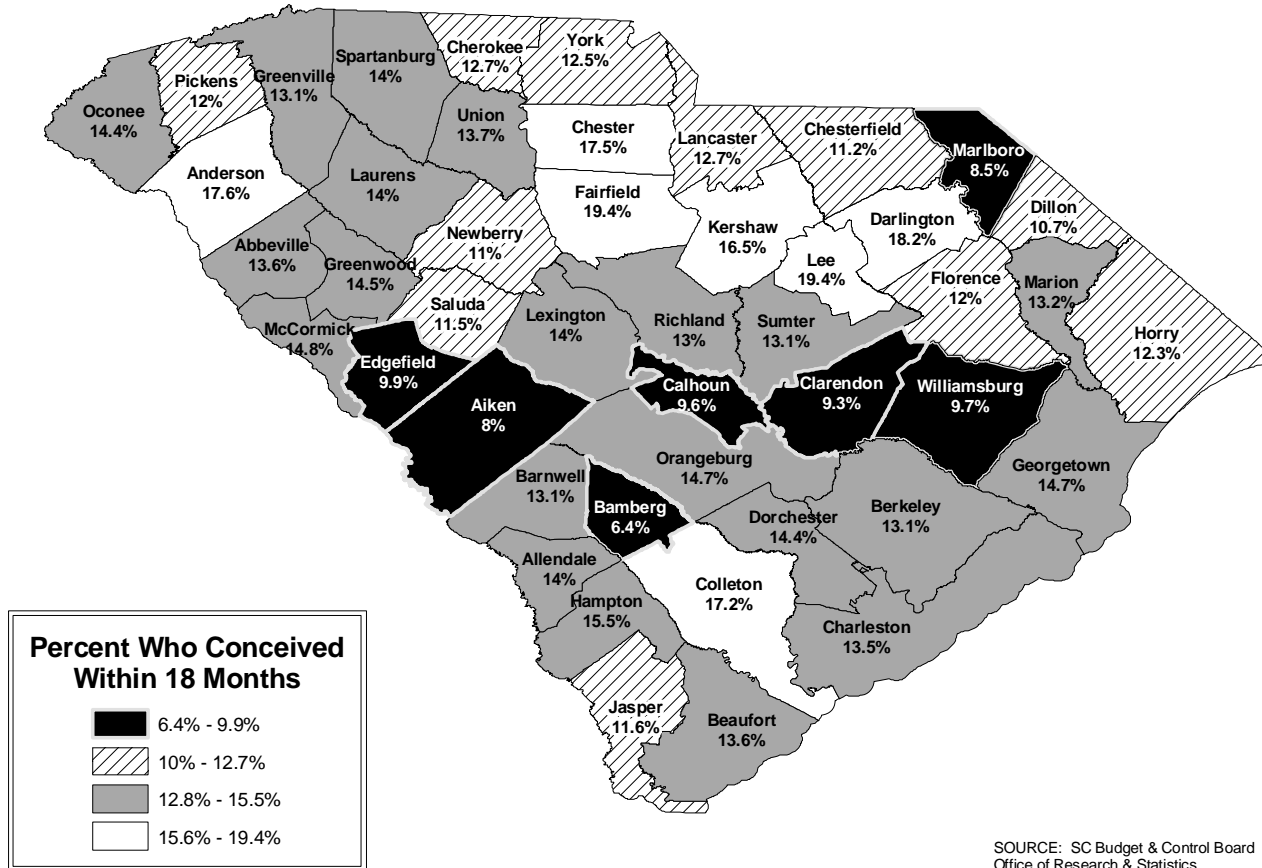 Cherokee
12.7%
York
12.5%
Spartanburg
14%
Pickens
12%
Greenville
13.1%
Oconee
14.4%
Union
13.7%
Chester
17.5%
Lancaster
12.7%
Chesterfield
11.2%
Marlboro
8.5%
Anderson
17.6%
Laurens
14%
Fairfield
19.4%
Kershaw
16.5%
Darlington
18.2%
Dillon
10.7%
Abbeville
13.6%
Greenwood
14.5%
Newberry
11%
Lee
19.4%
Florence
12%
Marion
13.2%
Saluda
11.5%
McCormick
14.8%
Lexington
14%
Richland
13%
Sumter
13.1%
Horry
12.3%
Edgefield
9.9%
Aiken
8%
Calhoun
9.6%
Clarendon
9.3%
Williamsburg
9.7%
Orangeburg
14.7%
Georgetown
14.7%
Barnwell
13.1%
Bamberg
6.4%
Dorchester
14.4%
Berkeley
13.1%
Allendale
14%
Colleton
17.2%
Hampton
15.5%
Charleston
13.5%
Jasper
11.6%
Beaufort
13.6%
Percent Who Conceived
Within 18 Months
6.4% - 9.9%
10% - 12.7%
12.8% - 15.5%
15.6% - 19.4%
SOURCE: SC Budget & Control Board
Office of Research & Statistics